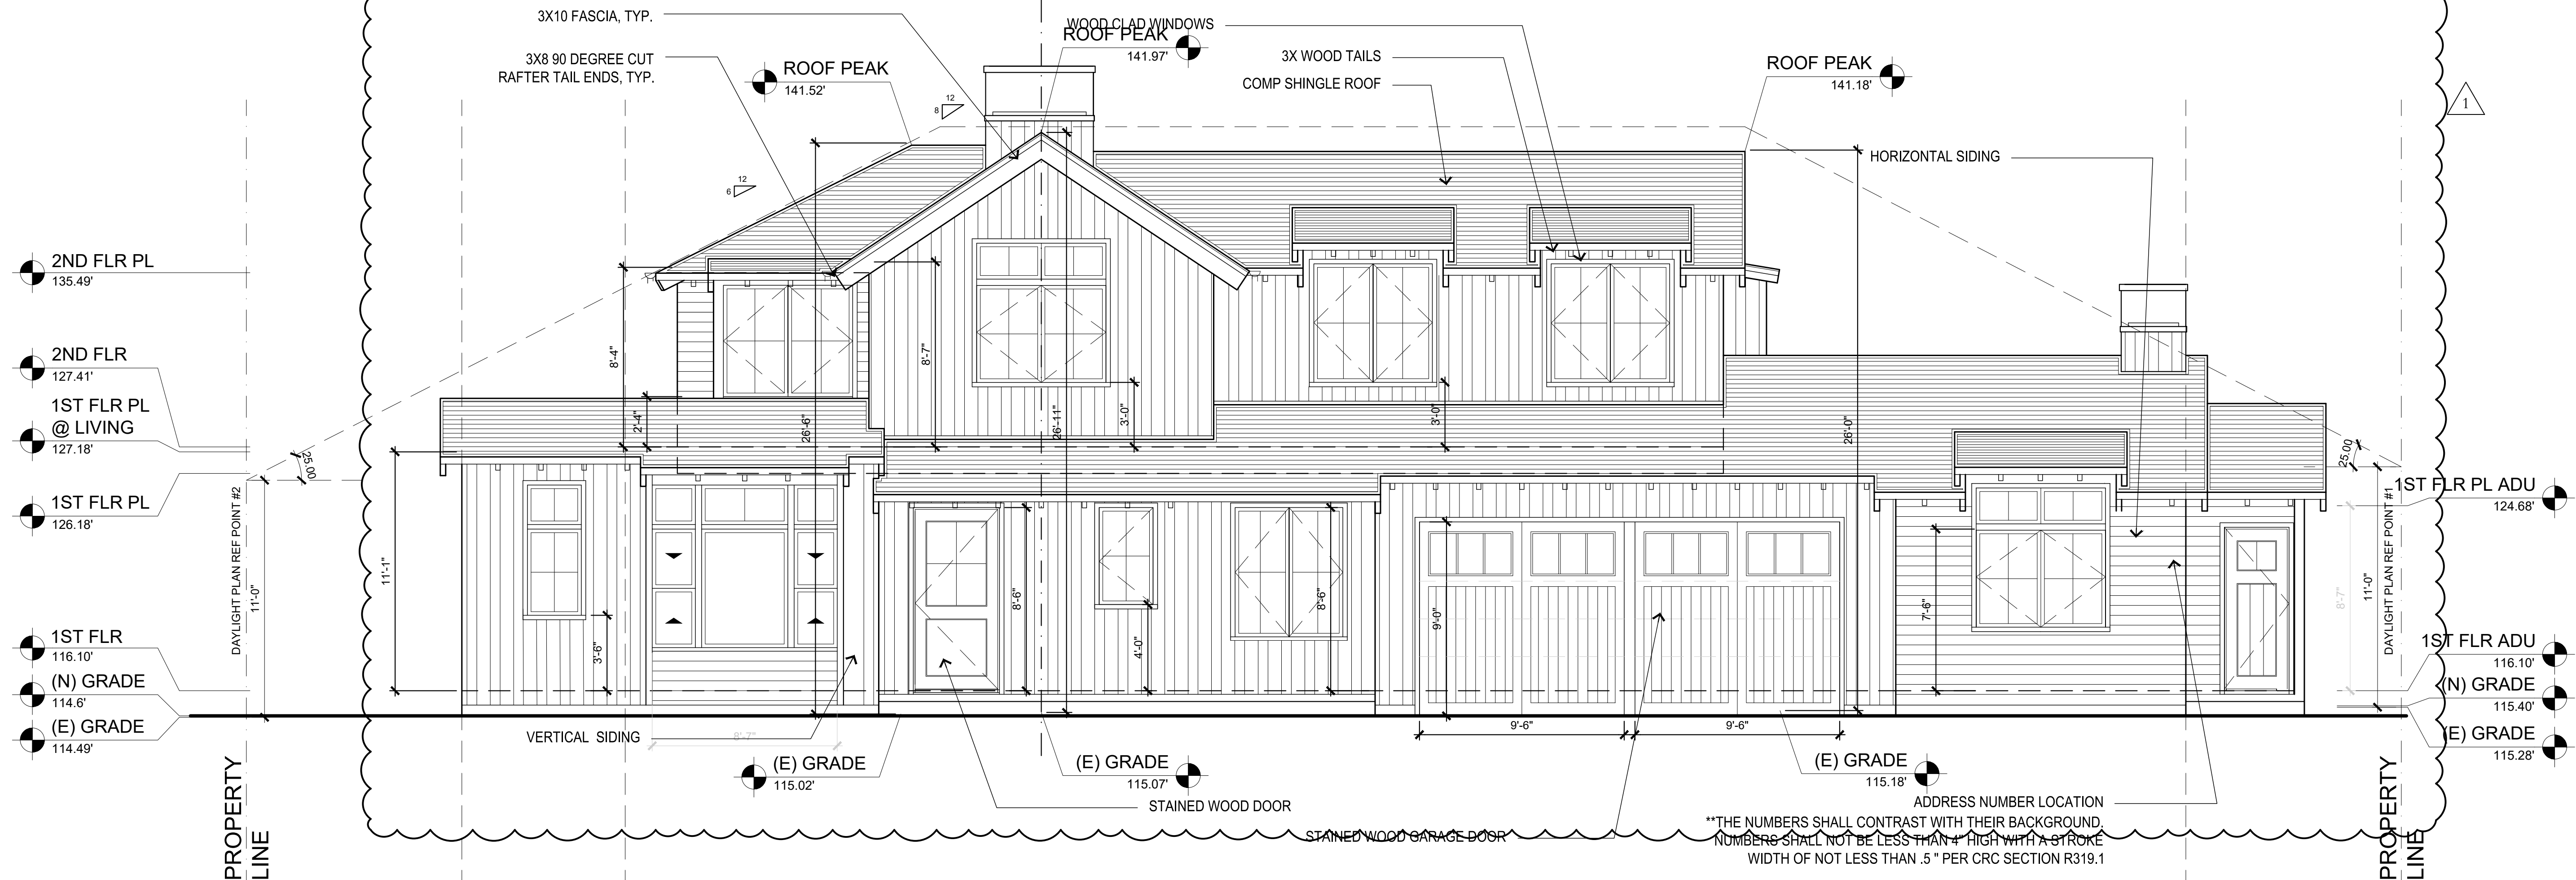 3X10 FASCIA, TYP.
WOOD CLAD WINDOWS
ROOF PEAK
141.97'
3X8 90 DEGREE CUT
RAFTER TAIL ENDS, TYP.
ROOF PEAK
141.52'
3X WOOD TAILS
COMP SHINGLE ROOF
ROOF PEAK
141.18'
1
12
8
12
6
HORIZONTAL SIDING
2ND FLR PL
135.49'
2ND FLR
127.41'
1ST FLR PL
@ LIVING
127.18'
1ST FLR PL
126.18'
1ST FLR
116.10'
(N) GRADE
114.6'
(E) GRADE
114.49'
25.00
DAYLIGHT PLAN REF POINT #2
11'-0"
11'-1"
8'-4"
2'-4"
26'-6"
8'-7"
26'-11"
3'-0"
3'-0"
26'-0"
3'-6"
8'-6"
4'-0"
8'-6"
9'-0"
7'-6"
25.00
8'-7"
11'-0"
DAYLIGHT PLAN REF POINT #1
1ST FLR PL ADU
124.68'
1ST FLR ADU
116.10'
(N) GRADE
115.40'
(E) GRADE
115.28'
9'-6"
9'-6"
VERTICAL SIDING
8'-7"
(E) GRADE
115.02'
(E) GRADE
115.07'
(E) GRADE
115.18'
STAINED WOOD DOOR
STAINED WOOD GARAGE DOOR
ADDRESS NUMBER LOCATION
**THE NUMBERS SHALL CONTRAST WITH THEIR BACKGROUND.
NUMBERS SHALL NOT BE LESS THAN 4" HIGH WITH A STROKE
WIDTH OF NOT LESS THAN .5 " PER CRC SECTION R319.1
PROPERTY
LINE
PROPERTY
LINE